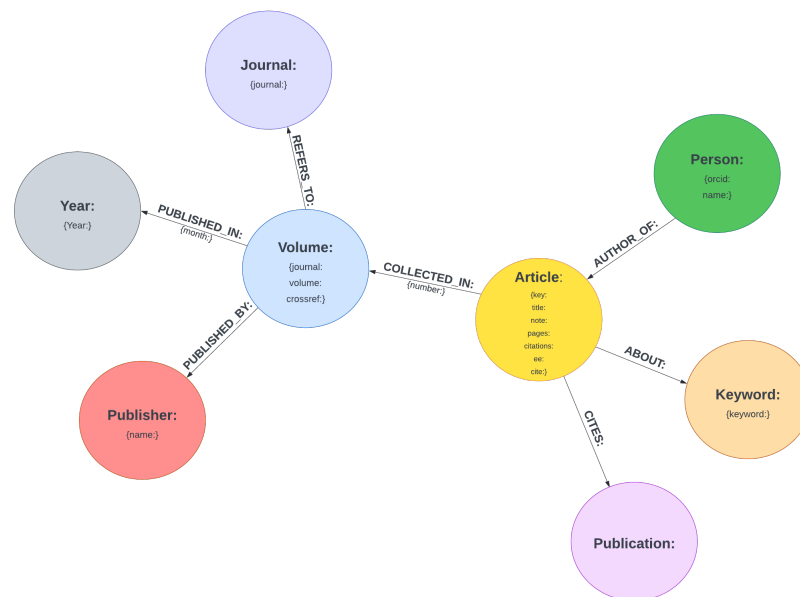 Journal:
{journal:}
REFERS_TO:
Person:
{orcid:
name:}
Year:
{Year:}
PUBLISHED_IN:
{month:}
AUTHOR_OF:
Volume:
{journal:
volume:
crossref:}
COLLECTED_IN:
{number:}
Article:
{key:
title:
note:
pages:
citations:
ee:
cite:}
PUBLISHED_BY:
ABOUT:
Publisher:
{name:}
Keyword:
{keyword:}
CITES:
Publication: